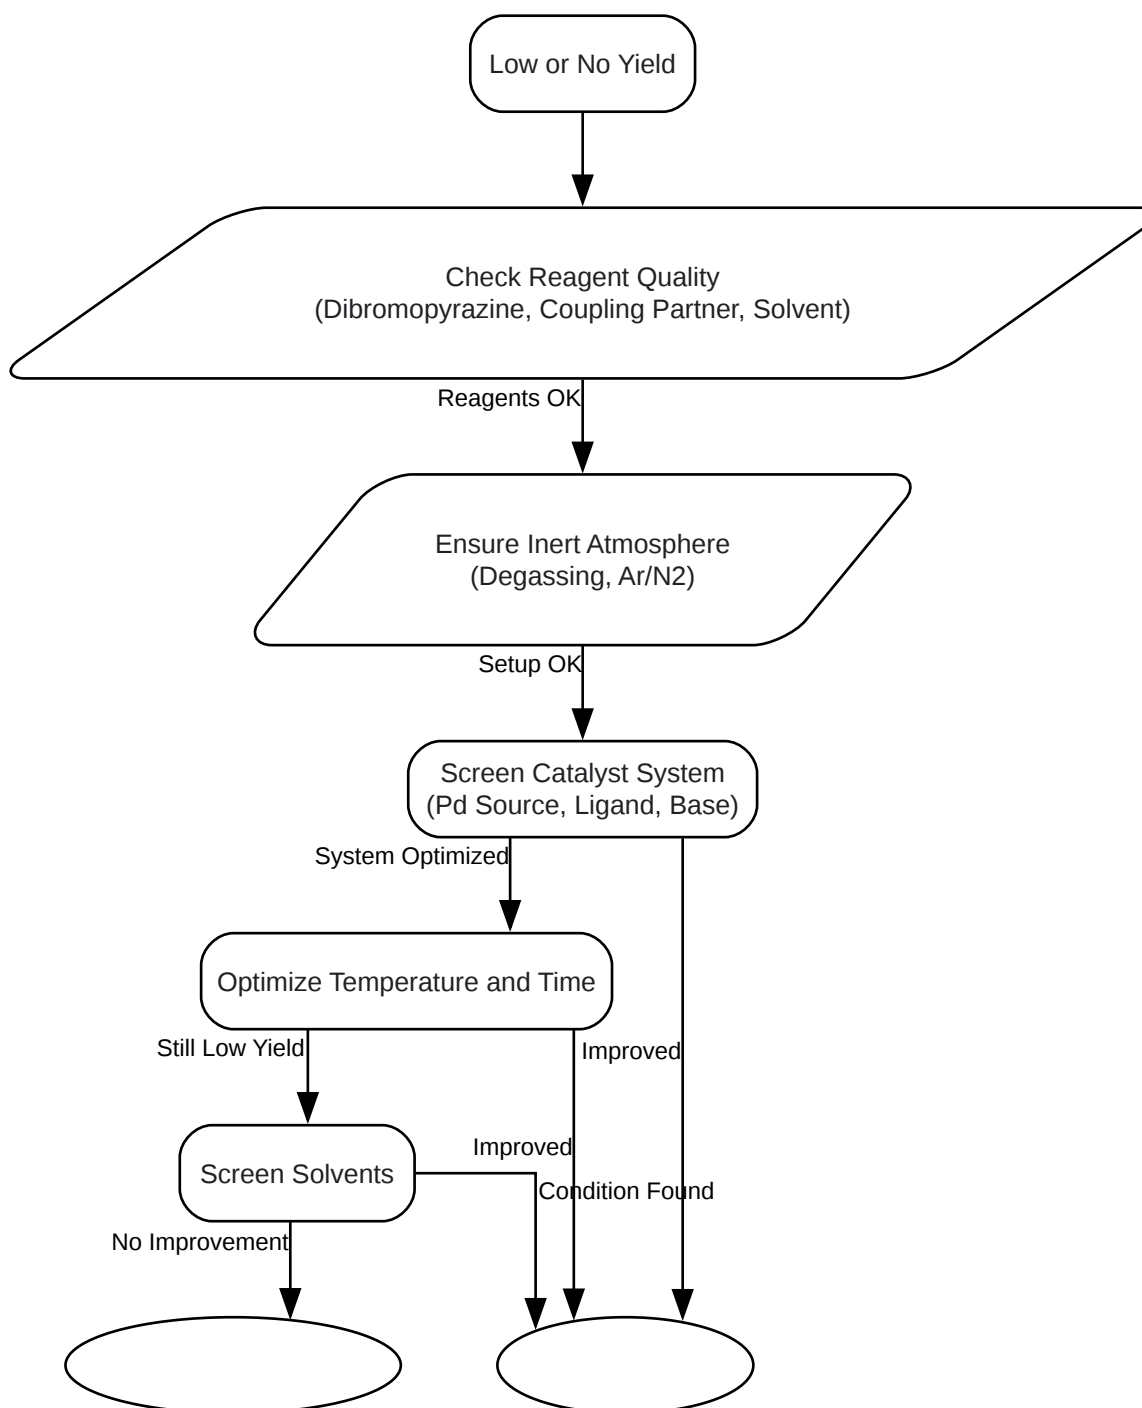 Low or No Yield
Check Reagent Quality
(Dibromopyrazine, Coupling Partner, Solvent)
Reagents OK
Ensure Inert Atmosphere
(Degassing, Ar/N2)
Setup OK
Screen Catalyst System
(Pd Source, Ligand, Base)
System Optimized
Optimize Temperature and Time
Still Low Yield
Improved
Screen Solvents
Improved
Condition Found
No Improvement